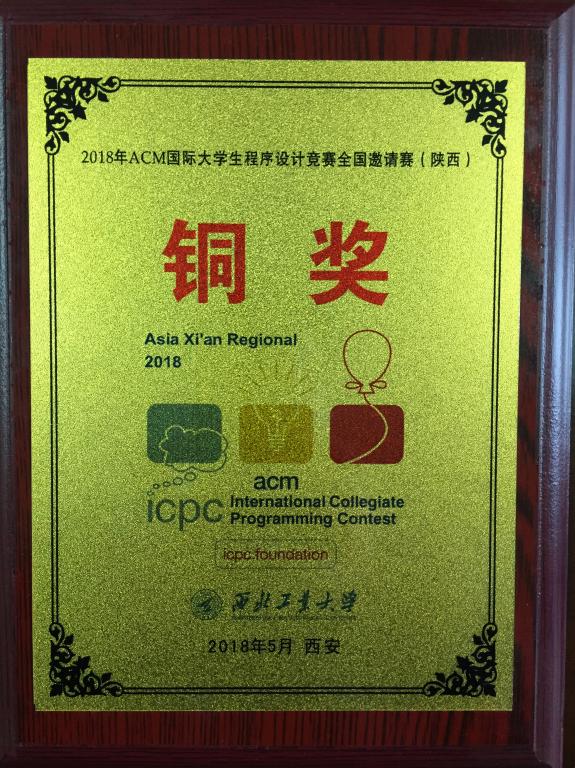 2018年ACM国际大学生程序设计竞赛全国邀请赛（陕西）
铜 奖
Asia Xi'an Regional
2018
acm
icpc International Collegiate
Programming Contest
icpc.foundation
西北工业大学
2018年5月 西安